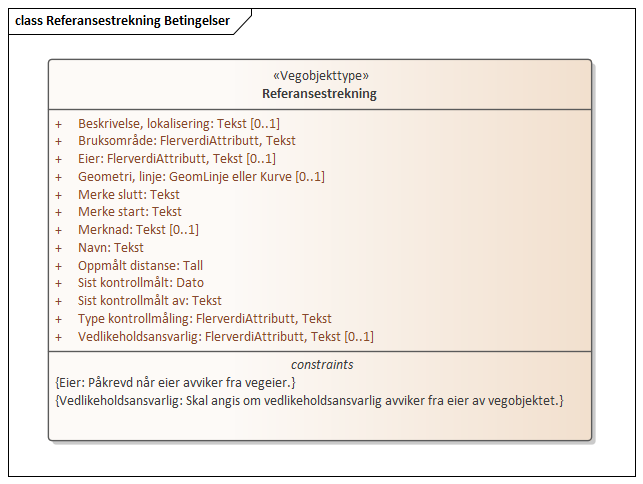 class Referansestrekning Betingelser
«Vegobjekttype»
Referansestrekning
+ Beskrivelse, lokalisering: Tekst [0..1]
+ Bruksområde: FlerverdiAttributt, Tekst
+ Eier: FlerverdiAttributt, Tekst [0..1]
+ Geometri, linje: GeomLinje eller Kurve [0..1]
+ Merke slutt: Tekst
+ Merke start: Tekst
+ Merknad: Tekst [0..1]
+ Navn: Tekst
+ Oppmålt distanse: Tall
+ Sist kontrollmålt: Dato
+ Sist kontrollmålt av: Tekst
+ Type kontrollmåling: FlerverdiAttributt, Tekst
+ Vedlikeholdsansvarlig: FlerverdiAttributt, Tekst [0..1]
constraints
{Eier: Påkrevd når eier avviker fra vegeier.}
{Vedlikeholdsansvarlig: Skal angis om vedlikeholdsansvarlig avviker fra eier av vegobjektet.}